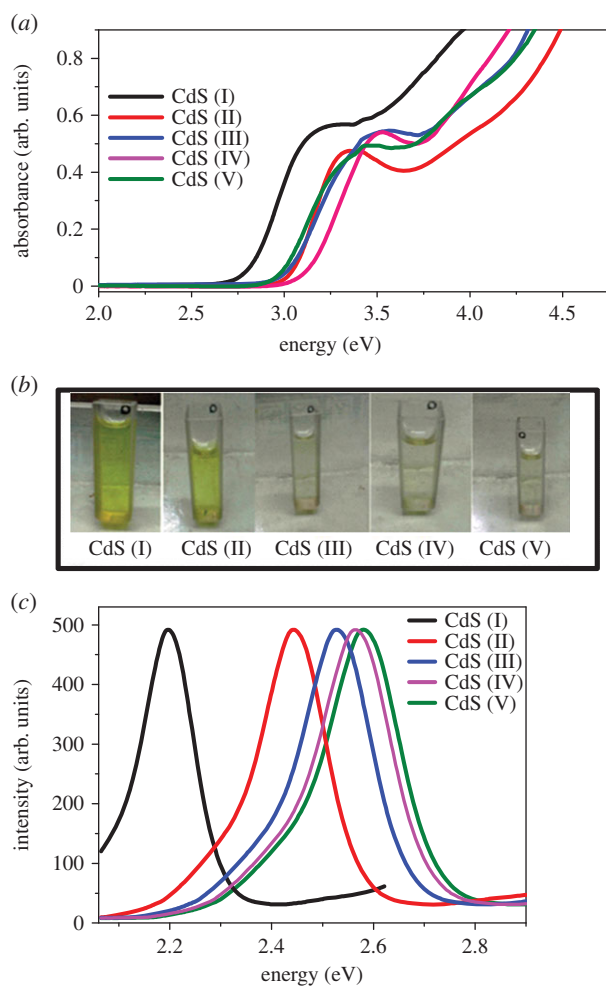 (a)
0.8
0.6
0.4
0.2
0
absorbance (arb. units)
CdS (I)
CdS (II)
CdS (III)
CdS (IV)
CdS (V)
2.0 2.5 3.0 3.5 4.0 4.5
energy (eV)
(b)
CdS (I) CdS (II) CdS (III) CdS (IV) CdS (V)
(c)
500
400
300
200
100
50
0
intensity (arb. units)
CdS (I)
CdS (II)
CdS (III)
CdS (IV)
CdS (V)
2.2 2.4 2.6 2.8
energy (eV)